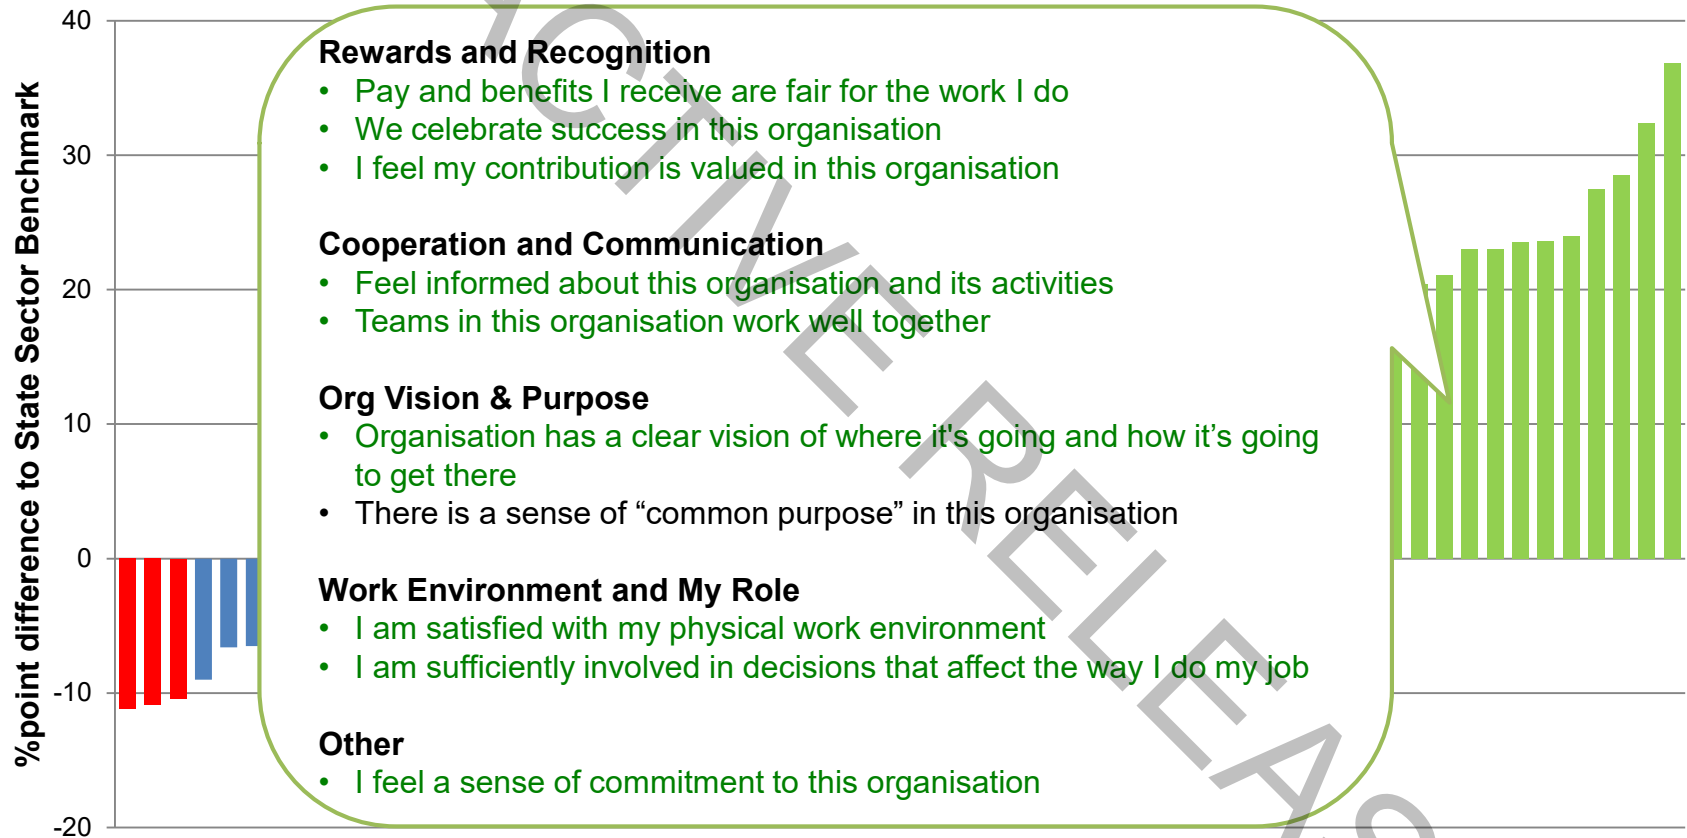 %point difference to State Sector Benchmark
40
30
20
10
0
-10
-20
Rewards and Recognition
• Pay and benefits I receive are fair for the work I do
• We celebrate success in this organisation
• I feel my contribution is valued in this organisation
Cooperation and Communication
• Feel informed about this organisation and its activities
• Teams in this organisation work well together
Org Vision & Purpose
• Organisation has a clear vision of where it's going and how it’s going
to get there
• There is a sense of “common purpose” in this organisation
Work Environment and My Role
• I am satisfied with my physical work environment
• I am sufficiently involved in decisions that affect the way I do my job
Other
• I feel a sense of commitment to this organisation
ACTIVE RELEAS